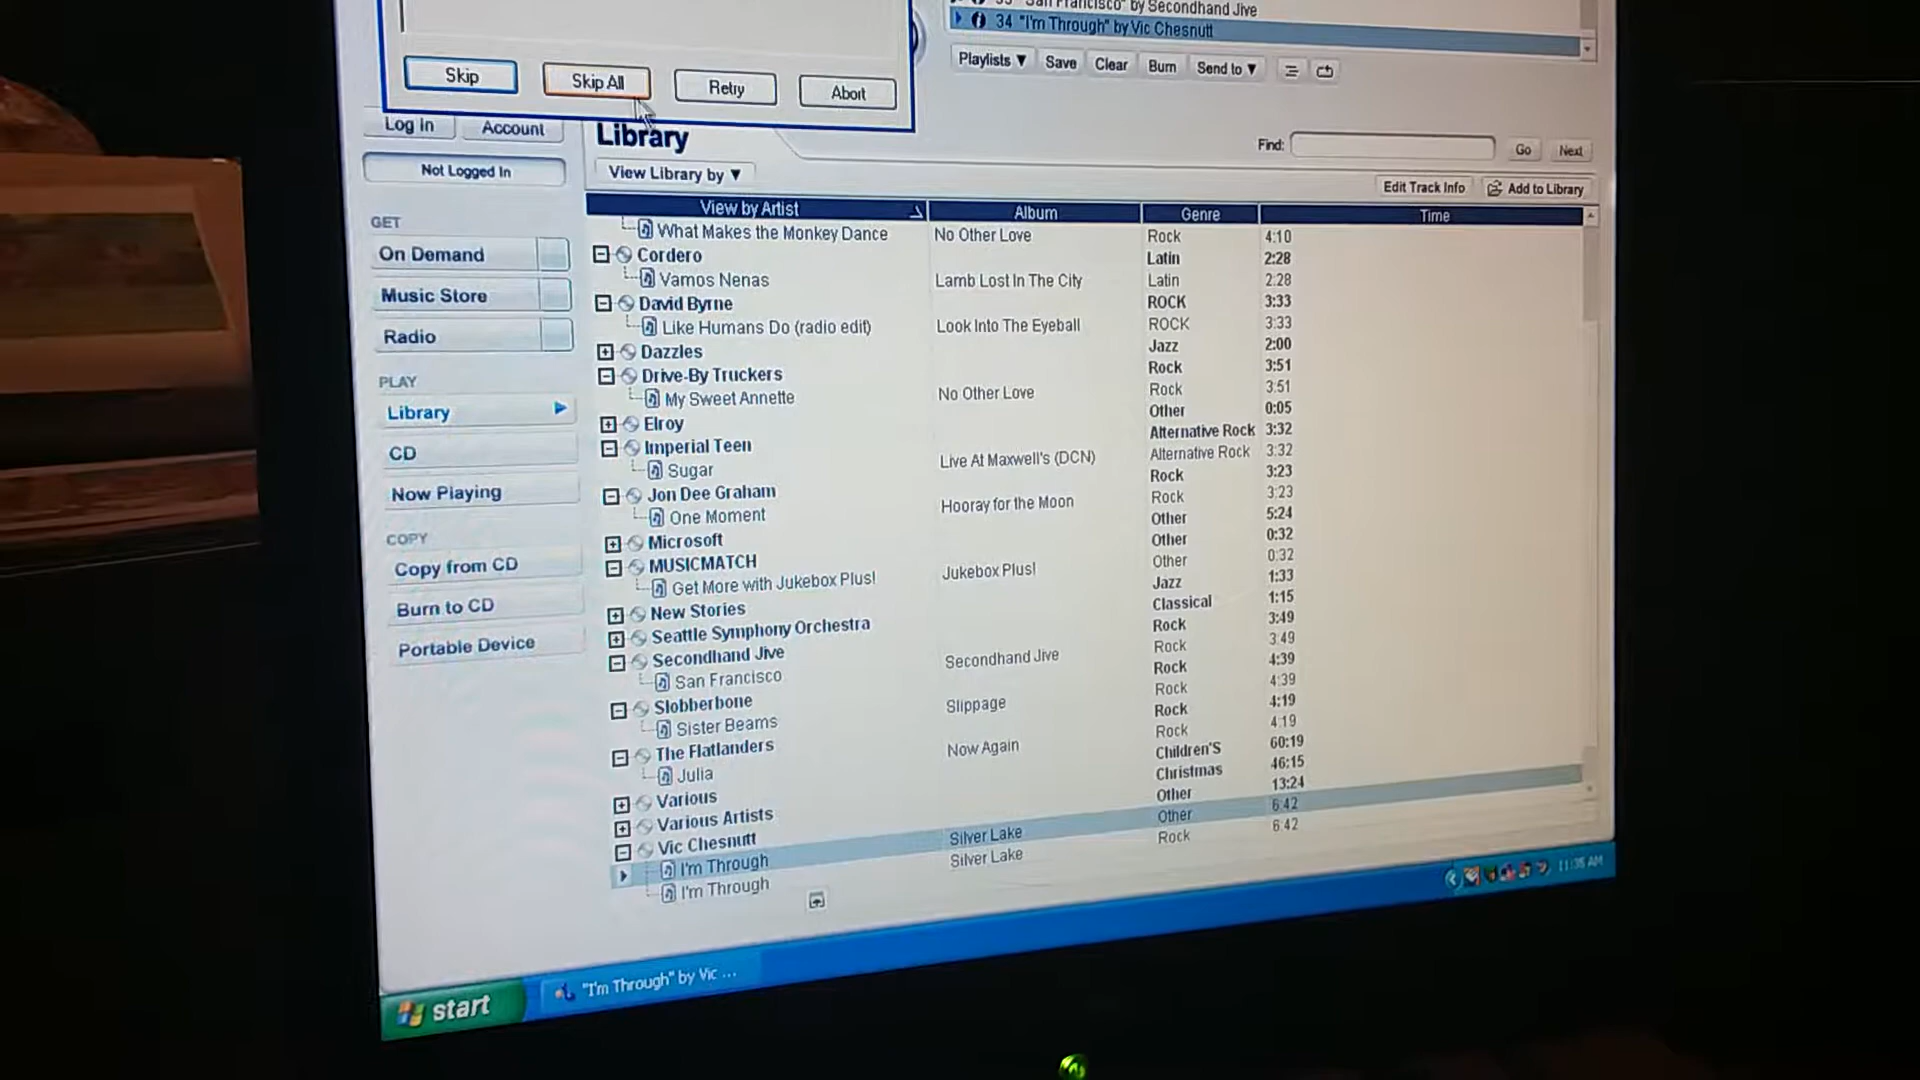 "San Francisco" by Secondhand Jive
34 "I'm Through" by Vic Chesnutt
Skip Skip All Retry Abort
Playlists Save Clear Burn Send to
Log In Account
Library
Find: Go Next
Not Logged In
View Library by
Edit Track Info Add to Library
View by Artist Album Genre Time
What Makes the Monkey Dance No Other Love Rock 4:10
Cordero Latin 2:28
Vamos Nenas Lamb Lost In The City Latin 2:28
David Byrne ROCK 3:33
Like Humans Do (radio edit) Look Into The Eyeball ROCK 3:33
Dazzles Jazz 2:00
Drive-By Truckers Rock 3:51
My Sweet Annette No Other Love Rock 3:51
Elroy Other 0:05
Imperial Teen Alternative Rock 3:32
Sugar Live At Maxwell's (DCN) Alternative Rock 3:32
Jon Dee Graham Rock 3:23
One Moment Hooray for the Moon Rock 3:23
Microsoft Other 5:24
MUSICMATCH Other 0:32
Get More with Jukebox Plus! Jukebox Plus! Other 0:32
New Stories Jazz 1:33
Seattle Symphony Orchestra Classical 1:15
Secondhand Jive Rock 3:49
San Francisco Secondhand Jive Rock 3:49
Slobberbone Rock 4:39
Sister Beams Slippage Rock 4:39
The Flatlanders Rock 4:19
Julia Now Again Rock 4:19
Various Children'S 60:19
Various Artists Christmas 46:15
Vic Chesnutt Other 13:24
I'm Through Silver Lake Other 6:42
I'm Through Silver Lake Rock 6:42
GET
On Demand
Music Store
Radio
PLAY
Library
CD
Now Playing
COPY
Copy from CD
Burn to CD
Portable Device
11:35 AM
start
"I'm Through" by Vic ...